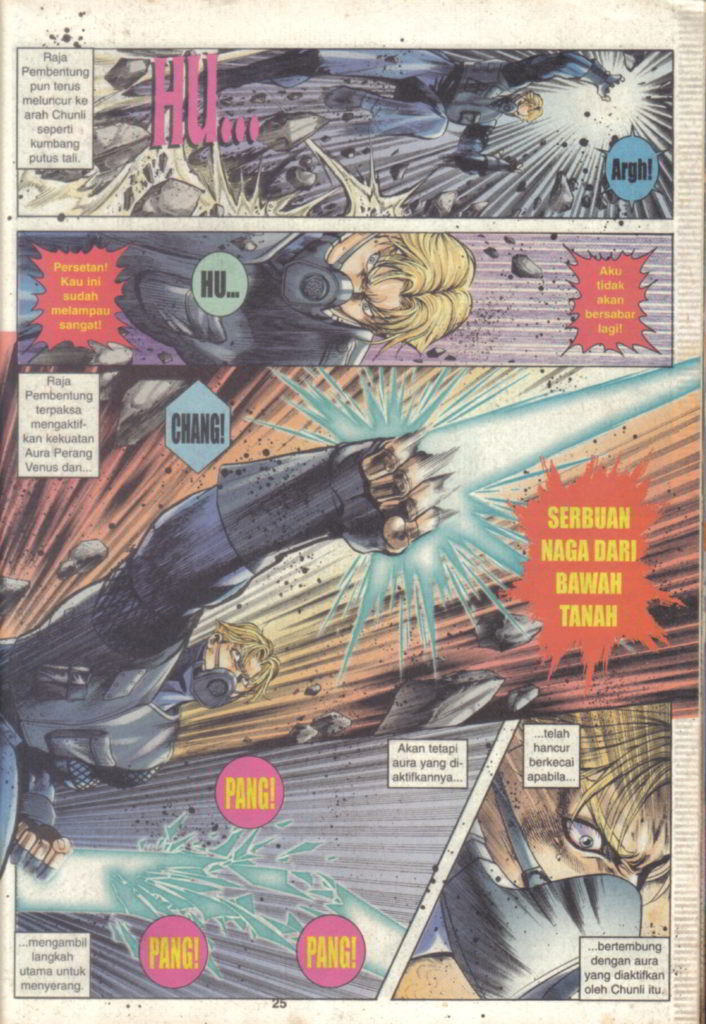 Raja
Pembentung
pun terus
meluncur ke
arah Chunli
seperti
kumbang
putus tali.
HU...
Argh!
Persetan!
Kau ini
sudah
melampau
sangat!
HU...
Aku
tidak
akan
bersabar
lagi!
Raja
Pembentung
terpaksa
mengaktif-
kan kekuatan
Aura Perang
Venus dan...
CHANG!
SERBUAN
NAGA DARI
BAWAH
TANAH
...mengambil
langkah
utama untuk
menyerang.
Akan tetapi
aura yang di-
aktifkannya...
PANG!
PANG!
PANG!
...telah
hancur
berkecai
apabila...
...bertembung
dengan aura
yang diaktifkan
oleh Chunli itu.
25